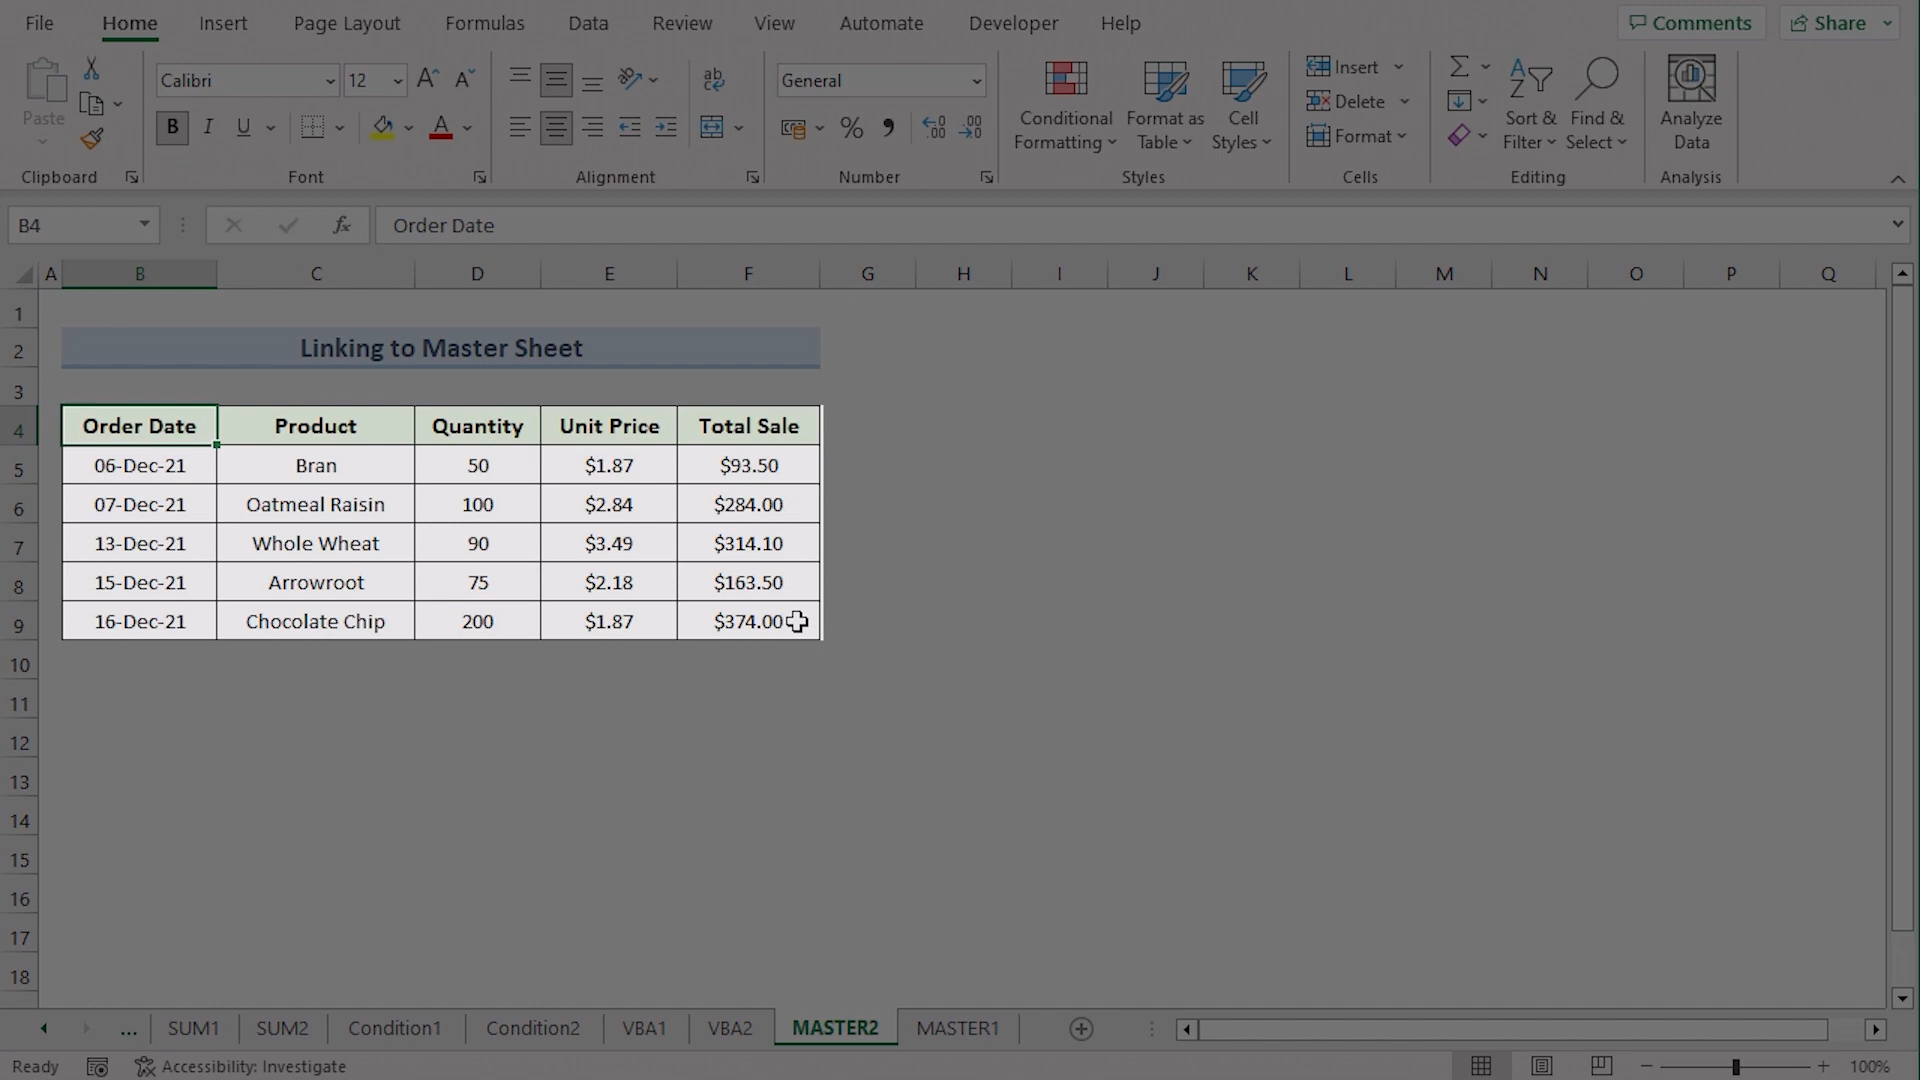 File Home Insert Page Layout Formulas Data Review View Automate Developer Help Comments Share
Paste
Clipboard
Calibri 12
B I U A
Font
ab
Alignment
General
% 9
Number
Conditional Formatting
Format as Table
Cell Styles
Styles
Insert
Delete
Format
Cells
Sort & Filter
Find & Select
Editing
Analyze Data
Analysis
B4 fx Order Date
A B C D E F G H I J K L M N O P Q
1
2 Linking to Master Sheet
3
4 Order Date Product Quantity Unit Price Total Sale
5 06-Dec-21 Bran 50 $1.87 $93.50
6 07-Dec-21 Oatmeal Raisin 100 $2.84 $284.00
7 13-Dec-21 Whole Wheat 90 $3.49 $314.10
8 15-Dec-21 Arrowroot 75 $2.18 $163.50
9 16-Dec-21 Chocolate Chip 200 $1.87 $374.00
10
11
12
13
14
15
16
17
18
... SUM1 SUM2 Condition1 Condition2 VBA1 VBA2 MASTER2 MASTER1
Ready Accessibility: Investigate 100%